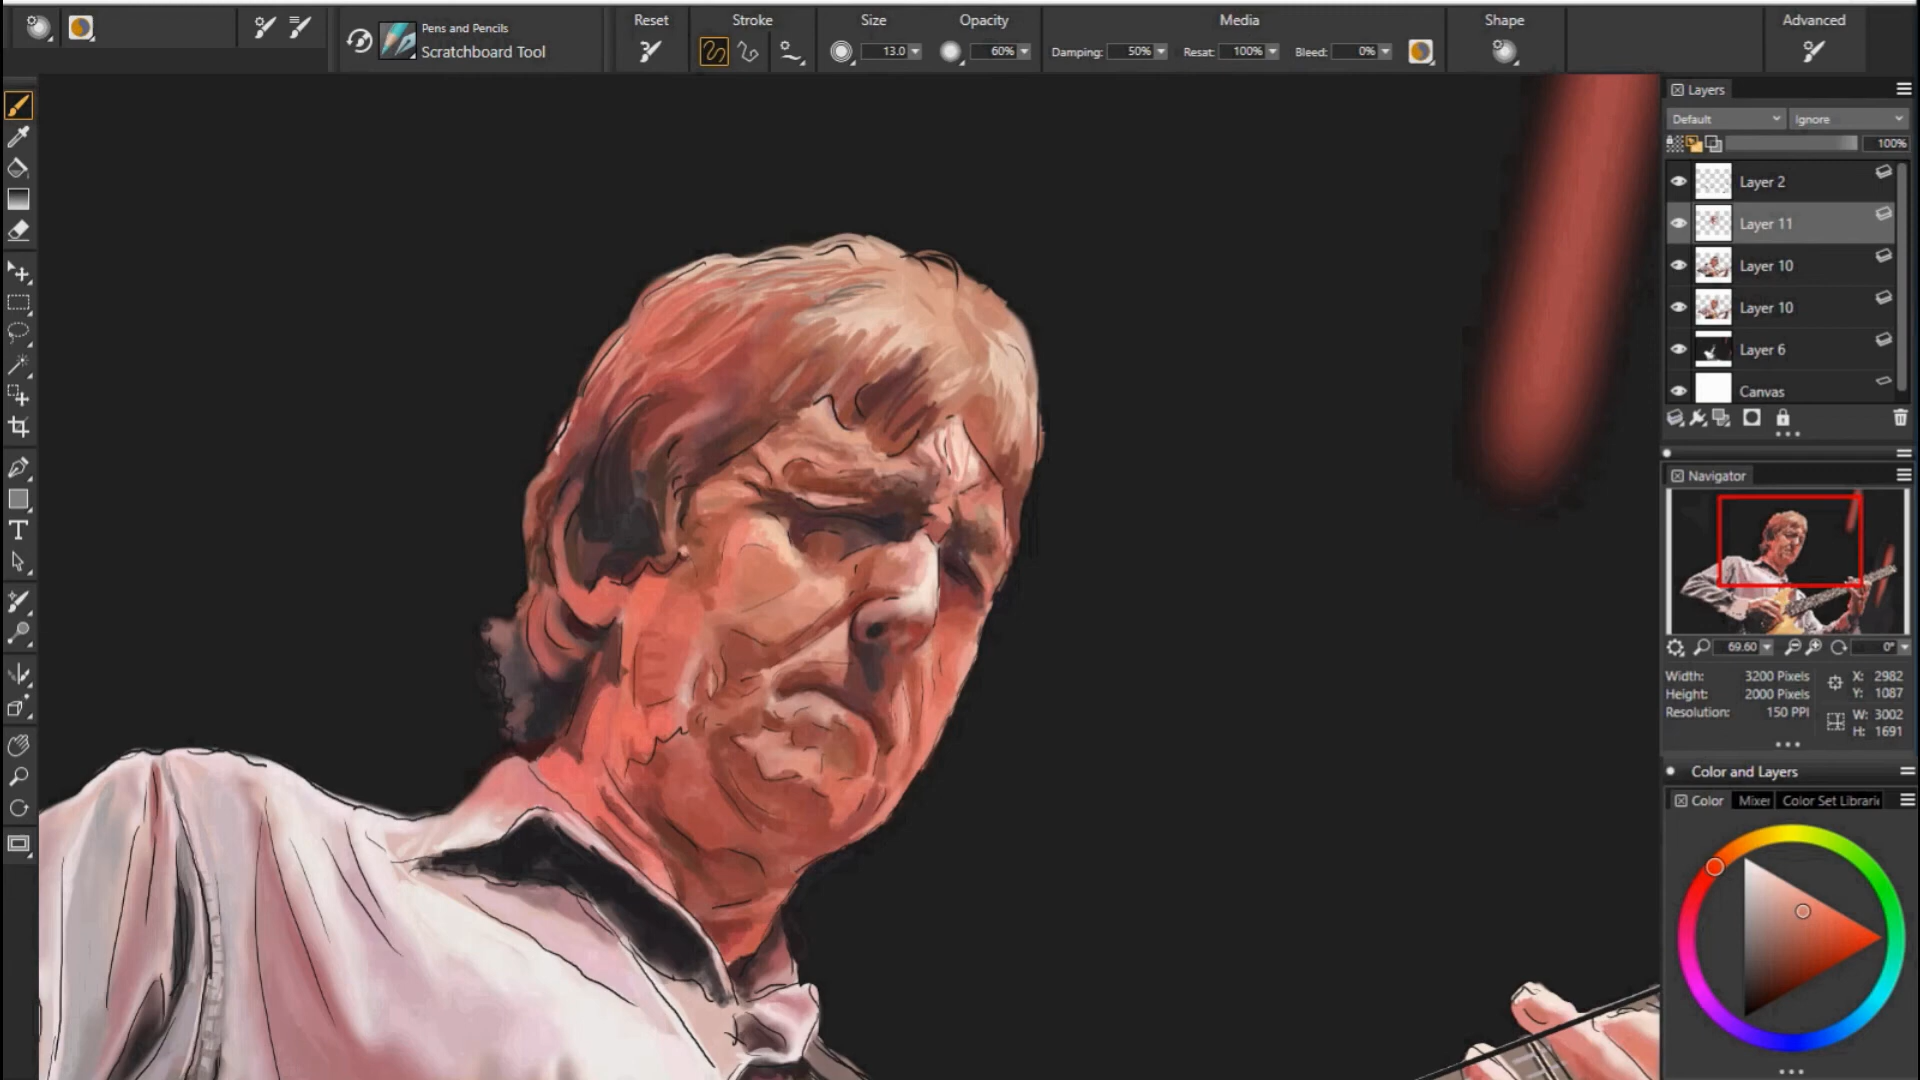 Reset
Stroke
Size
Opacity
Media
Shape
Advanced
Pens and Pencils
Scratchboard Tool
13.0
60%
Damping: 50%
Resat: 100%
Bleed: 0%
Layers
Default
Ignore
100%
Layer 2
Layer 11
Layer 10
Layer 10
Layer 6
Canvas
Navigator
69.60
0°
Width: 3200 Pixels
Height: 2000 Pixels
Resolution: 150 PPI
X: 2982
Y: 1087
W: 3002
H: 1691
Color and Layers
Color
Mixer
Color Set Librari
T